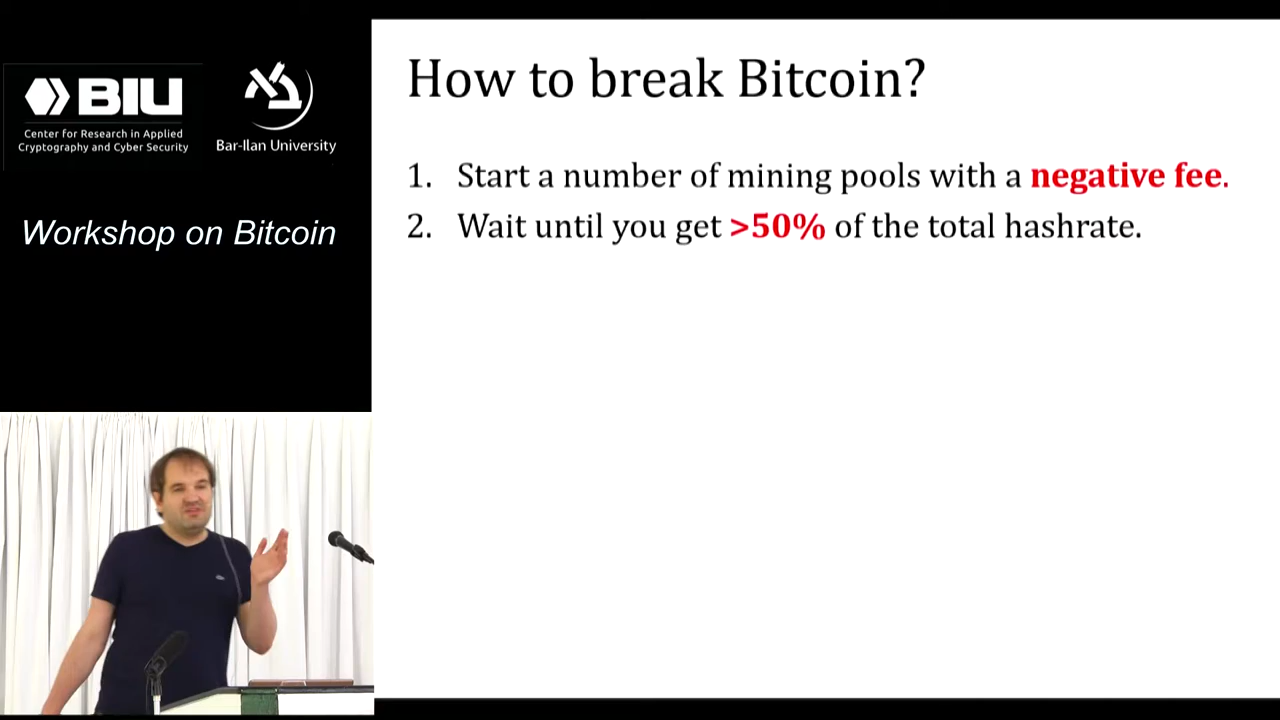 BIU
Center for Research in Applied
Cryptography and Cyber Security
Bar-Ilan University
Workshop on Bitcoin
How to break Bitcoin?
1. Start a number of mining pools with a negative fee.
2. Wait until you get >50% of the total hashrate.